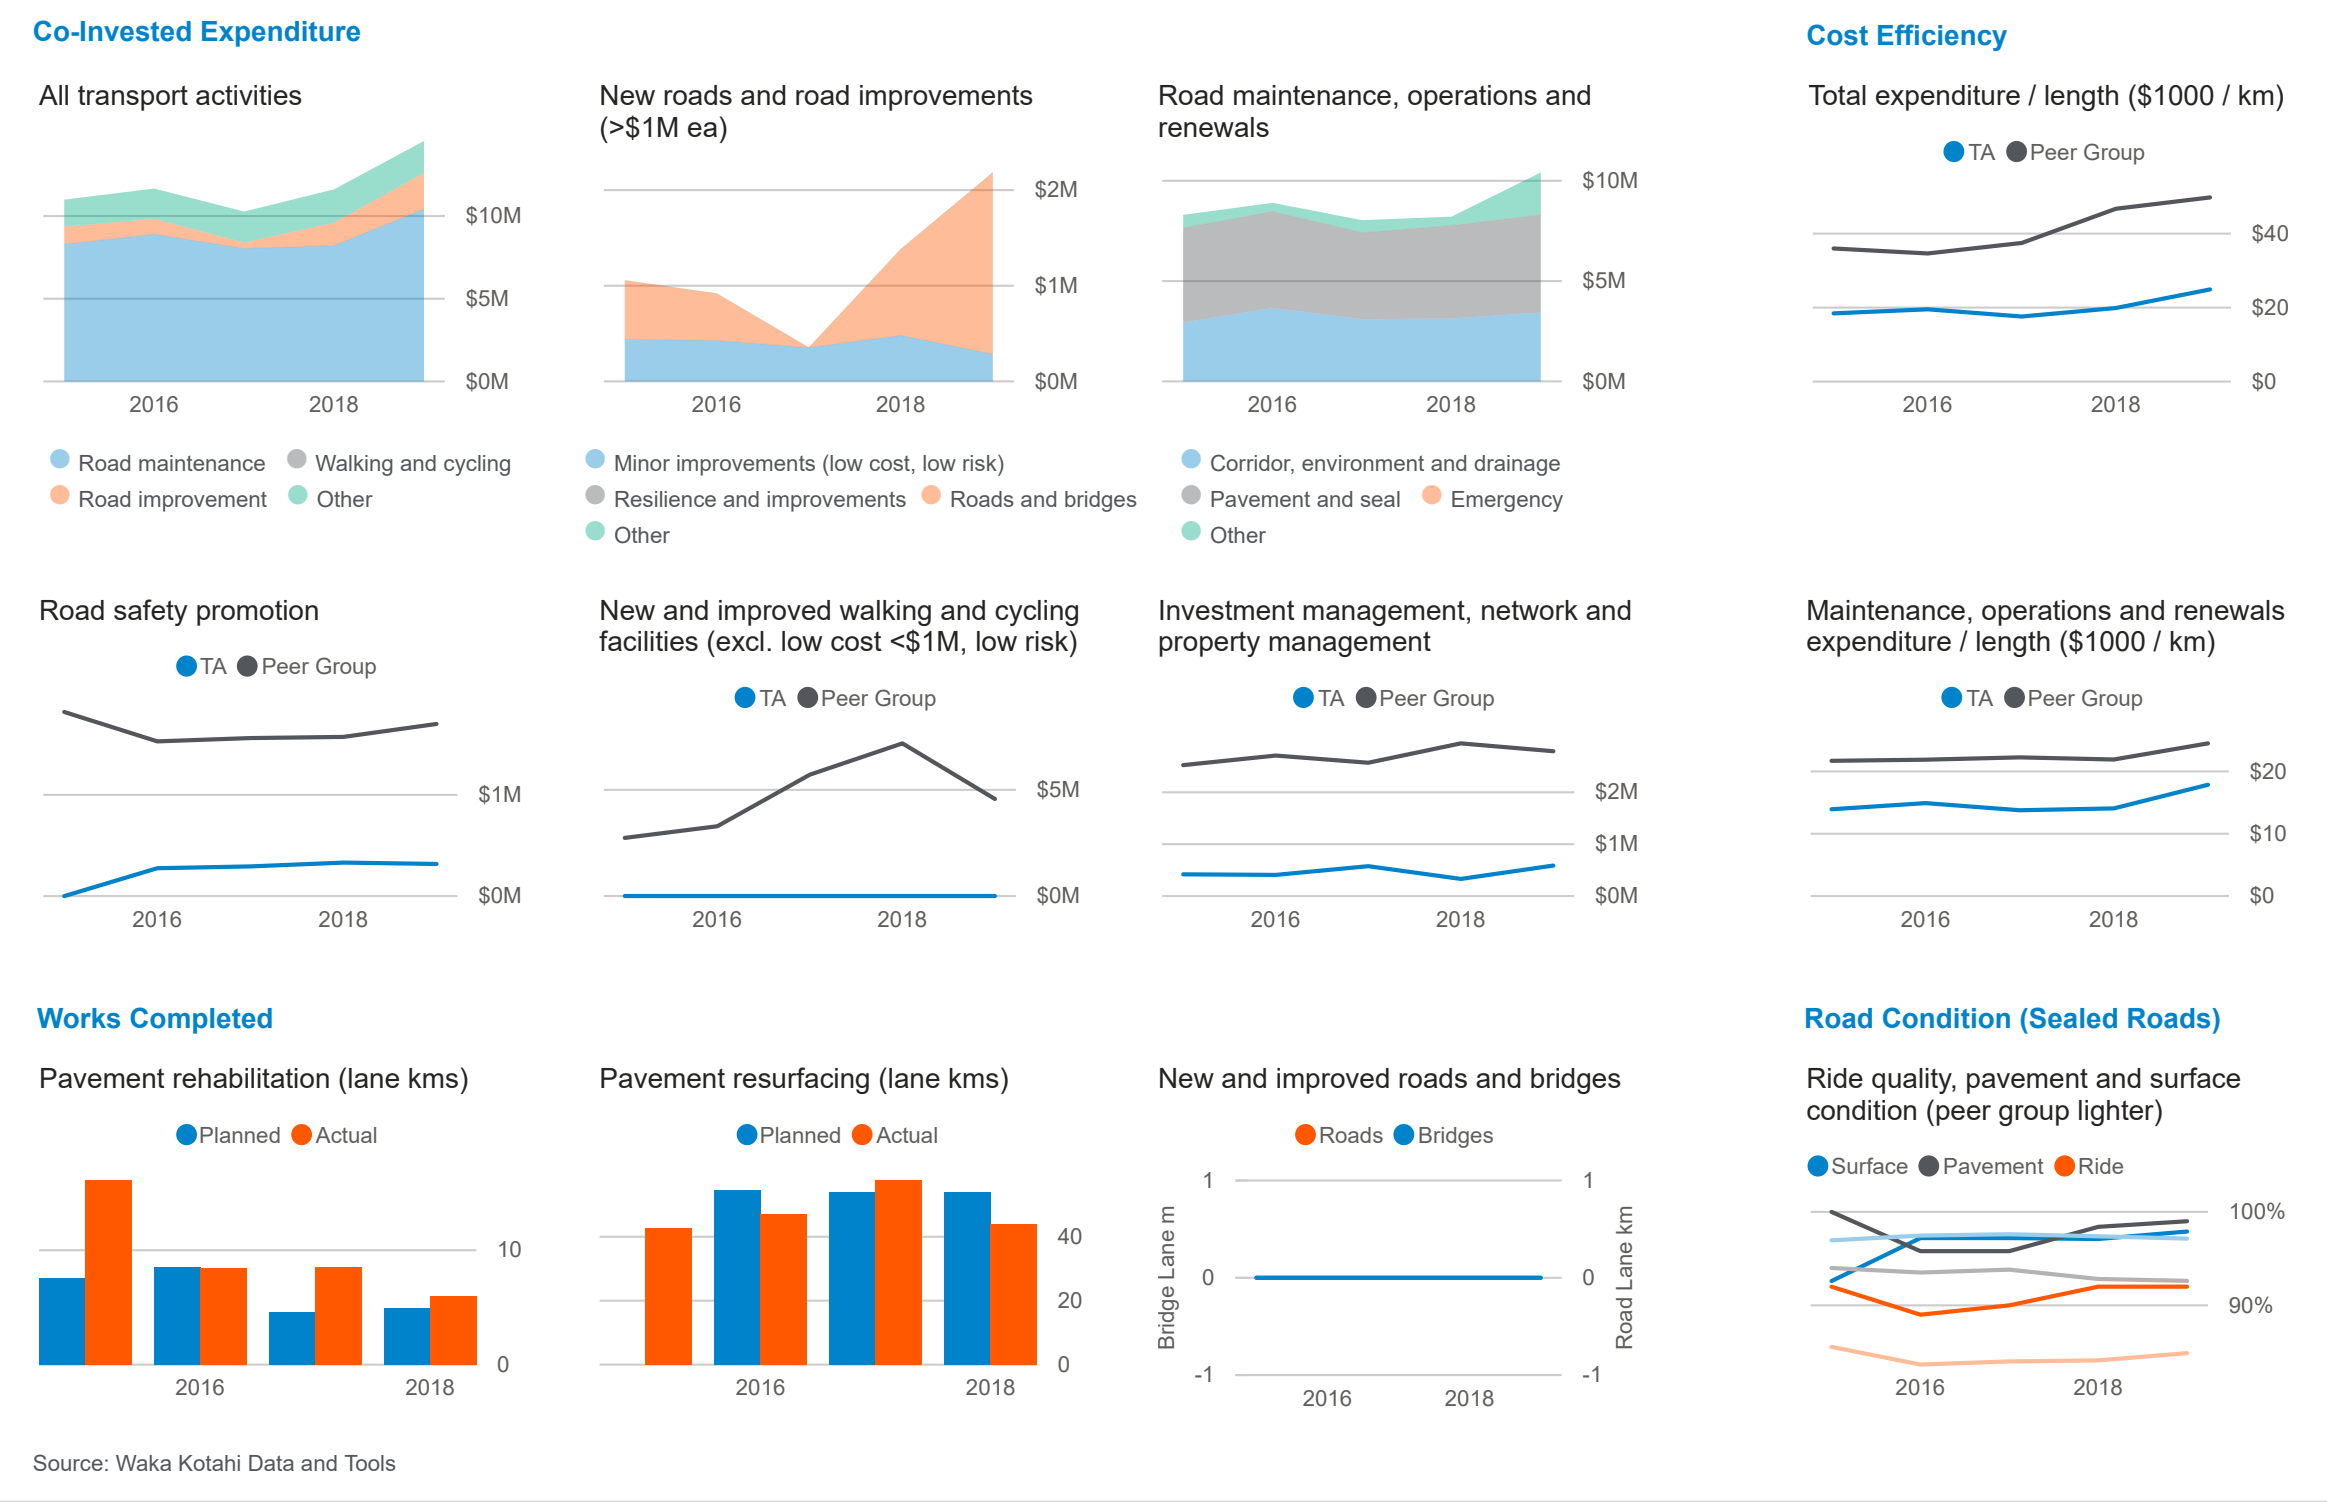 Co-Invested Expenditure
Cost Efficiency
All transport activities
New roads and road improvements
(>$1M ea)
Road maintenance, operations and
renewals
Total expenditure / length ($1000 / km)
$10M
$5M
$0M
2016
2018
Road maintenance
Walking and cycling
Road improvement
Other
$2M
$1M
$0M
2016
2018
Minor improvements (low cost, low risk)
Resilience and improvements
Roads and bridges
Other
$10M
$5M
$0M
2016
2018
Corridor, environment and drainage
Pavement and seal
Emergency
Other
TA
Peer Group
$40
$20
$0
2016
2018
Road safety promotion
TA
Peer Group
$1M
$0M
2016
2018
New and improved walking and cycling
facilities (excl. low cost <$1M, low risk)
TA
Peer Group
$5M
$0M
2016
2018
Investment management, network and
property management
TA
Peer Group
$2M
$1M
$0M
2016
2018
Maintenance, operations and renewals
expenditure / length ($1000 / km)
TA
Peer Group
$20
$10
$0
2016
2018
Works Completed
Road Condition (Sealed Roads)
Pavement rehabilitation (lane kms)
Planned
Actual
10
0
2016
2018
Pavement resurfacing (lane kms)
Planned
Actual
40
20
0
2016
2018
New and improved roads and bridges
Roads
Bridges
Bridge Lane m
1
0
-1
1
0
-1
Road Lane km
2016
2018
Ride quality, pavement and surface
condition (peer group lighter)
Surface
Pavement
Ride
100%
90%
2016
2018
Source: Waka Kotahi Data and Tools